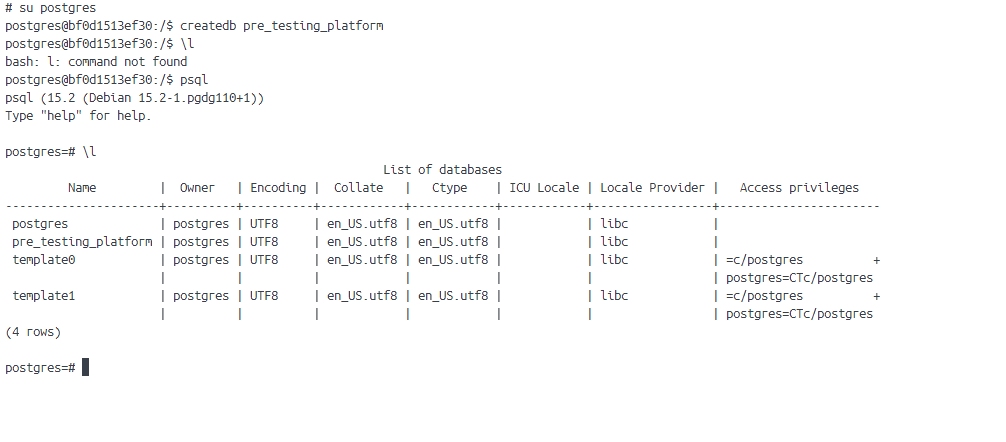 # su postgres
postgres@bf0d1513ef30:/$ createdb pre_testing_platform
postgres@bf0d1513ef30:/$ \l
bash: l: command not found
postgres@bf0d1513ef30:/$ psql
psql (15.2 (Debian 15.2-1.pgdg110+1))
Type "help" for help.

postgres=# \l
                                                      List of databases
         Name         |  Owner   | Encoding |  Collate   |   Ctype    | ICU Locale | Locale Provider |   Access privileges
----------------------+----------+----------+------------+------------+------------+-----------------+-----------------------
 postgres             | postgres | UTF8     | en_US.utf8 | en_US.utf8 |            | libc            |
 pre_testing_platform | postgres | UTF8     | en_US.utf8 | en_US.utf8 |            | libc            |
 template0            | postgres | UTF8     | en_US.utf8 | en_US.utf8 |            | libc            | =c/postgres          +
                      |          |          |            |            |            |                 | postgres=CTc/postgres
 template1            | postgres | UTF8     | en_US.utf8 | en_US.utf8 |            | libc            | =c/postgres          +
                      |          |          |            |            |            |                 | postgres=CTc/postgres
(4 rows)

postgres=#